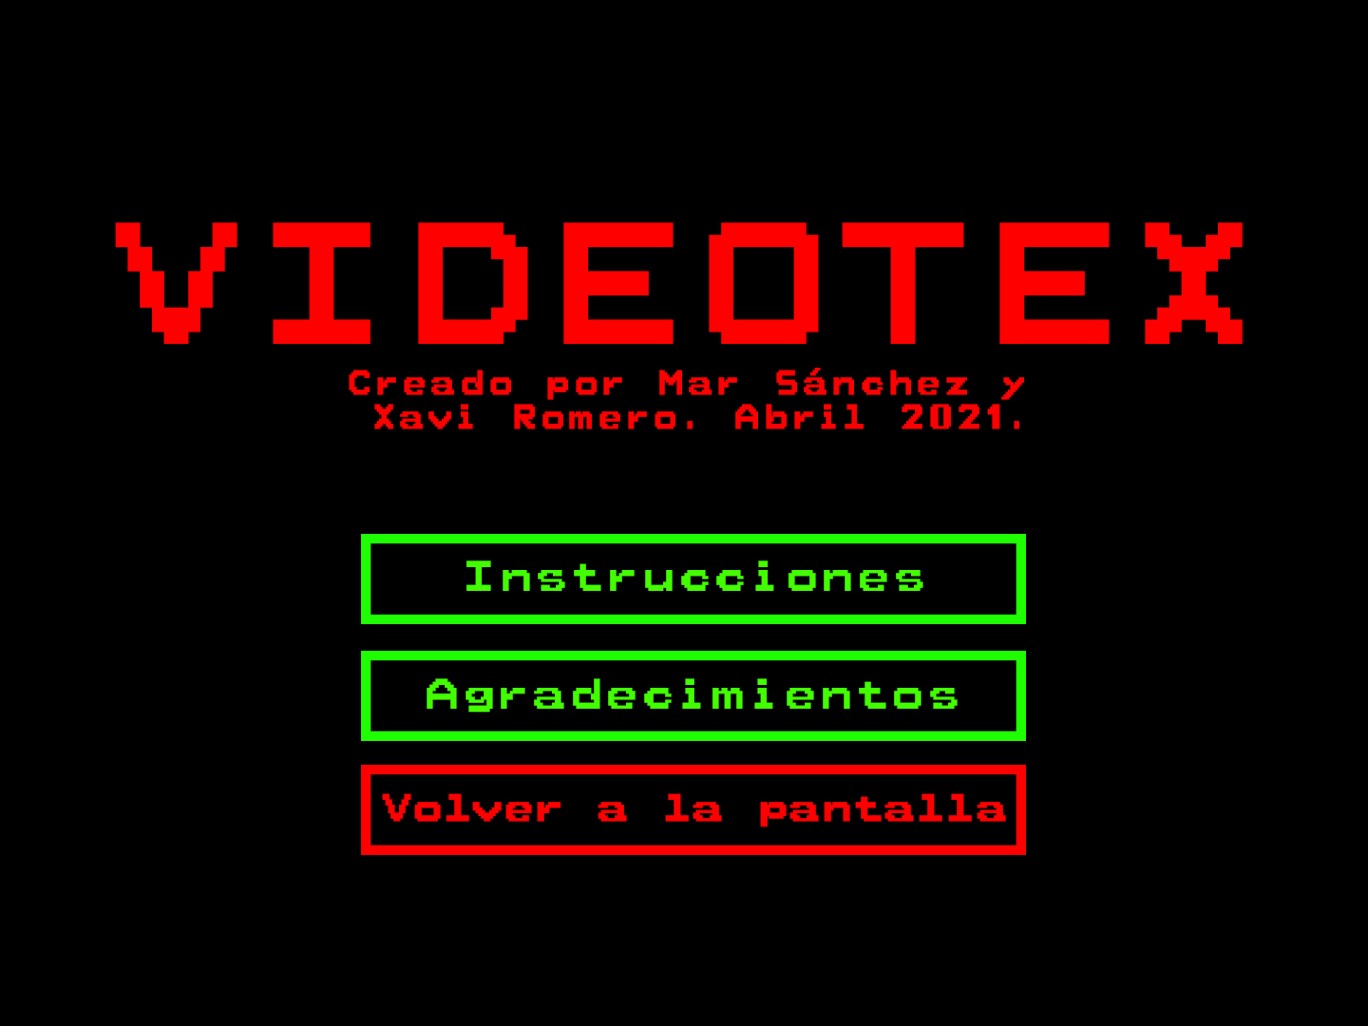 VIDEOTEX
Creado por Mar Sánchez y
Xavi Romero. Abril 2021.
Instrucciones
Agradecimientos
Volver a la pantalla